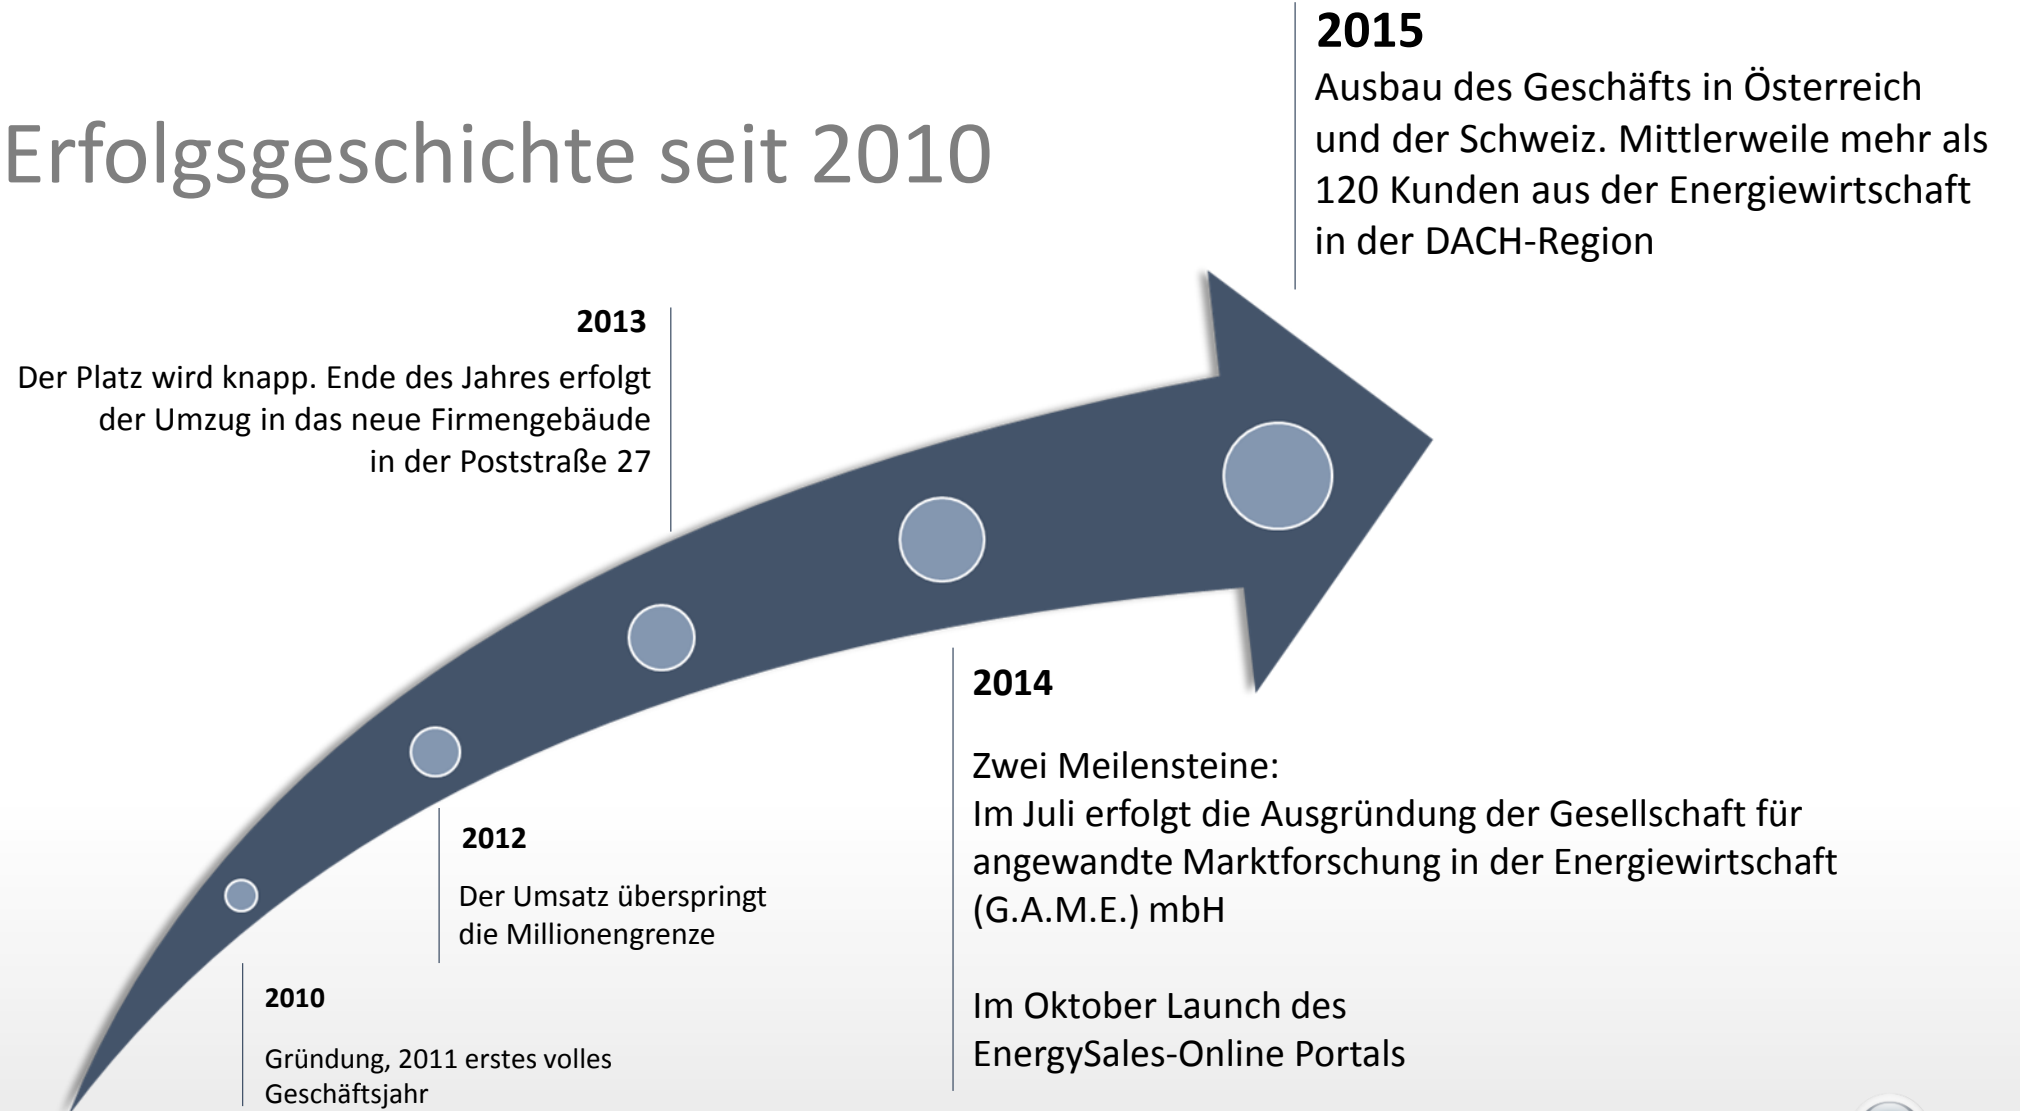 Erfolgsgeschichte seit 2010
2010
Gründung, 2011 erstes volles
Geschäftsjahr
2012
Der Umsatz überspringt
die Millionengrenze
2013
Der Platz wird knapp. Ende des Jahres erfolgt
der Umzug in das neue Firmengebäude
in der Poststraße 27
2014
Zwei Meilensteine:
Im Juli erfolgt die Ausgründung der Gesellschaft für
angewandte Marktforschung in der Energiewirtschaft
(G.A.M.E.) mbH
Im Oktober Launch des
EnergySales-Online Portals
2015
Ausbau des Geschäfts in Österreich
und der Schweiz. Mittlerweile mehr als
120 Kunden aus der Energiewirtschaft
in der DACH-Region